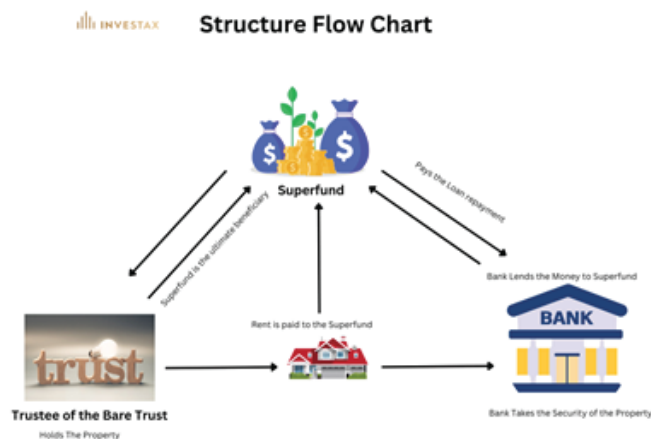 INVESTAX
Structure Flow Chart
$
$
$
Superfund
Pays the Loan repayment
Superfund is the ultimate beneficiary
Bank Lends the Money to Superfund
Rent is paid to the Superfund
BANK
trust
Trustee of the Bare Trust
Holds The Property
Bank Takes the Security of the Property